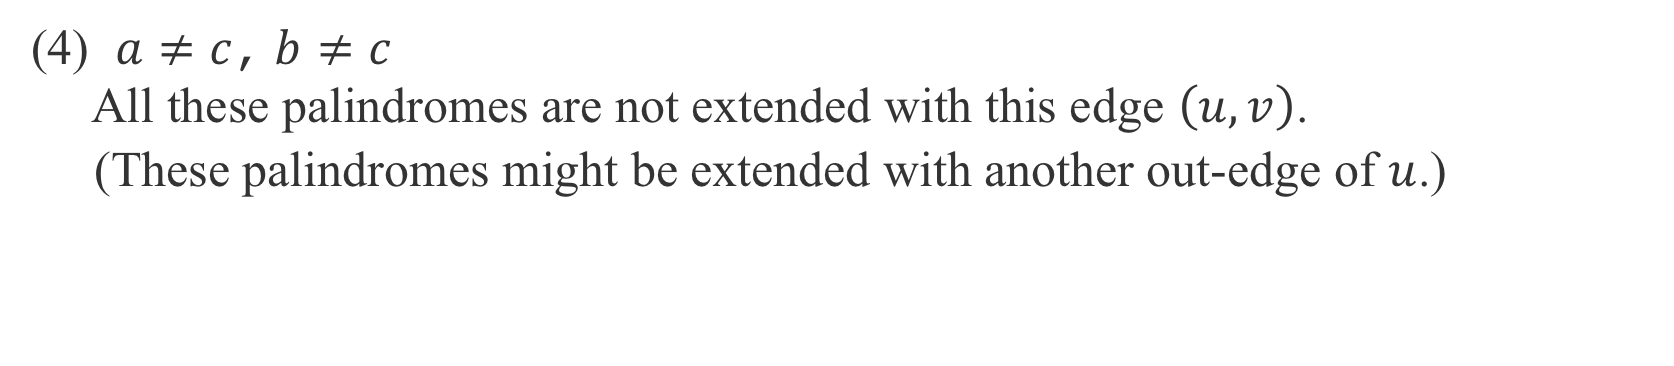 (4) a ≠ c, b ≠ c
All these palindromes are not extended with this edge (u, v).
(These palindromes might be extended with another out-edge of u.)